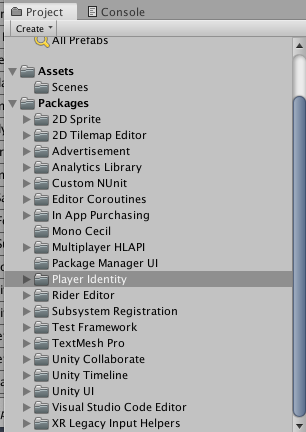 Project
Console
Create
All Prefabs
Assets
Scenes
Packages
2D Sprite
2D Tilemap Editor
Advertisement
Analytics Library
Custom NUnit
Editor Coroutines
In App Purchasing
Mono Cecil
Multiplayer HLAPI
Package Manager UI
Player Identity
Rider Editor
Subsystem Registration
Test Framework
TextMesh Pro
Unity Collaborate
Unity Timeline
Unity UI
Visual Studio Code Editor
XR Legacy Input Helpers